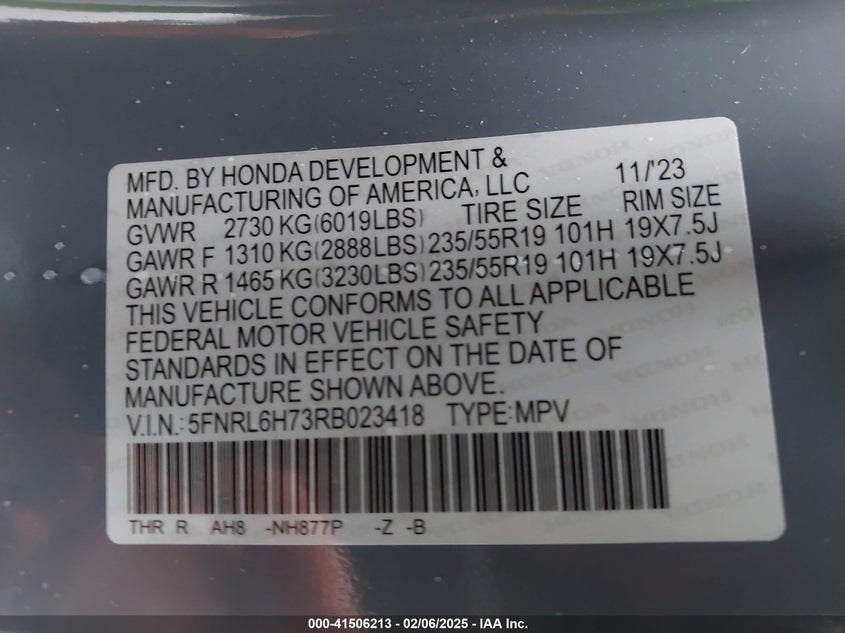 MFD. BY HONDA DEVELOPMENT &
MANUFACTURING OF AMERICA, LLC 11/'23
GVWR 2730 KG(6019LBS) TIRE SIZE RIM SIZE
GAWR F 1310 KG(2888LBS) 235/55R19 101H 19X7.5J
GAWR R 1465 KG(3230LBS) 235/55R19 101H 19X7.5J
THIS VEHICLE CONFORMS TO ALL APPLICABLE
FEDERAL MOTOR VEHICLE SAFETY
STANDARDS IN EFFECT ON THE DATE OF
MANUFACTURE SHOWN ABOVE.
V.I.N.: 5FNRL6H73RB023418 TYPE:MPV
THR R AH8 -NH877P -Z -B
000-41506213 - 02/06/2025 - IAA Inc.